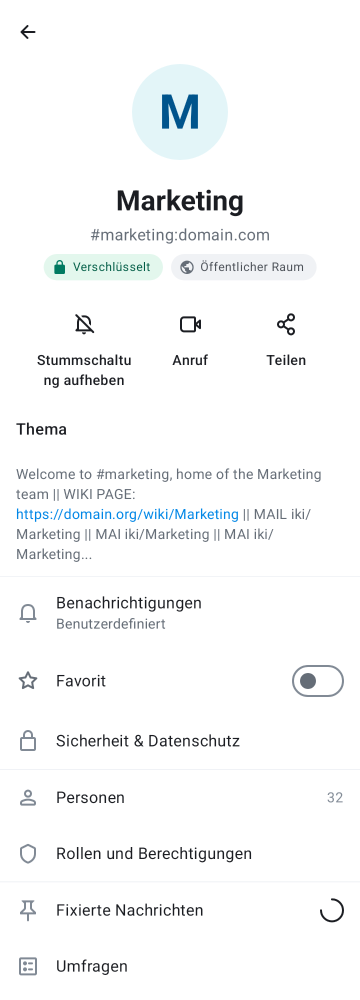 M
Marketing
#marketing:domain.com
Verschlüsselt
Öffentlicher Raum
Stummschaltu
ng aufheben
Anruf
Teilen
Thema
Welcome to #marketing, home of the Marketing
team || WIKI PAGE:
https://domain.org/wiki/Marketing || MAIL iki/
Marketing || MAI iki/Marketing || MAI iki/
Marketing...
Benachrichtigungen
Benutzerdefiniert
Favorit
Sicherheit & Datenschutz
Personen 32
Rollen und Berechtigungen
Fixierte Nachrichten
Umfragen